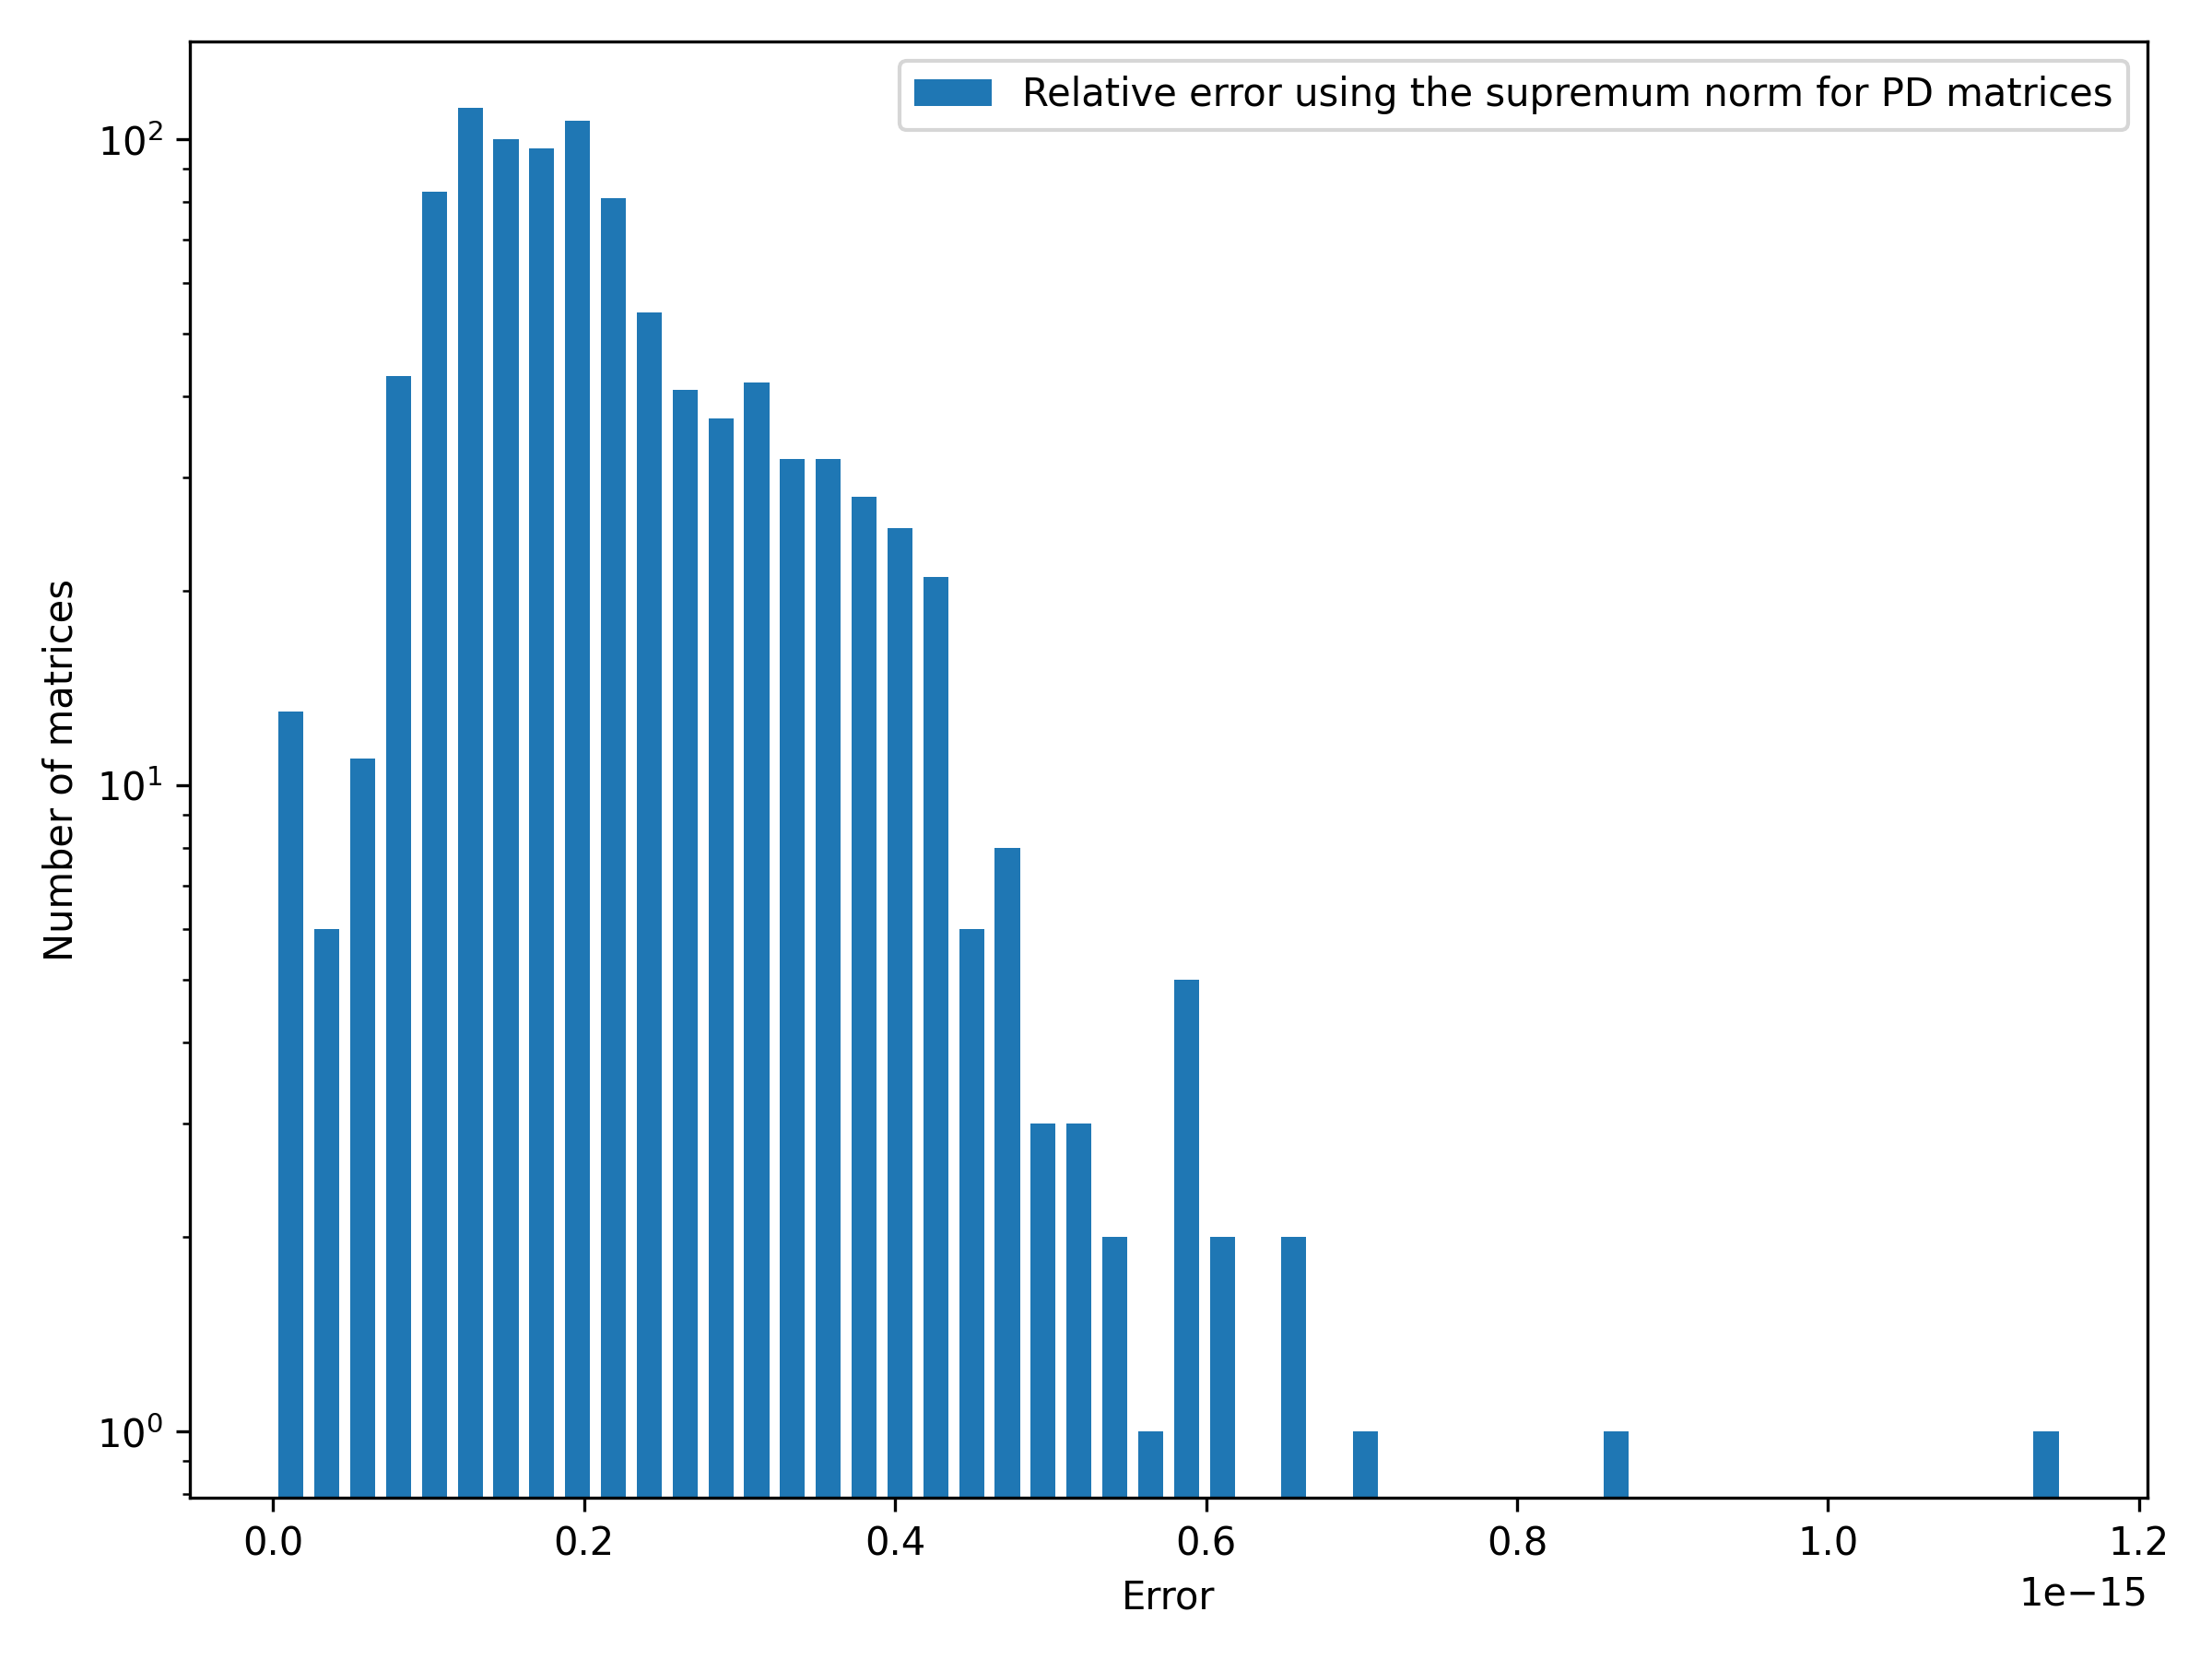 Relative error using the supremum norm for PD matrices
Number of matrices
10²
10¹
10⁰
0.0 0.2 0.4 0.6 0.8 1.0 1.2
1e−15
Error